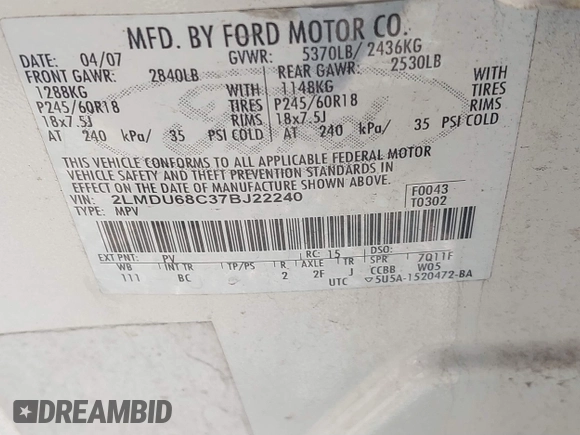 MFD. BY FORD MOTOR CO.
DATE: 04/07 GVWR: 5370LB/ 2436KG
FRONT GAWR: 2840LB REAR GAWR: 2530LB
1288KG WITH 1148KG WITH
P245/60R18 TIRES P245/60R18 TIRES
18x7.5J RIMS 18x7.5J RIMS
AT 240 kPa/ 35 PSI COLD AT 240 kPa/ 35 PSI COLD
THIS VEHICLE CONFORMS TO ALL APPLICABLE FEDERAL MOTOR
VEHICLE SAFETY AND THEFT PREVENTION STANDARDS IN
EFFECT ON THE DATE OF MANUFACTURE SHOWN ABOVE.
VIN: 2LMDU68C37BJ22240 F0043
TYPE: MPV T0302
EXT PNT: PV RC: 15 DSO:
WB INT TR TP/PS R AXLE TR SPR 7Q11F
111 BC 2 2F J CCBB W05
UTC ▽5U5A-1520472-BA
DREAMBID